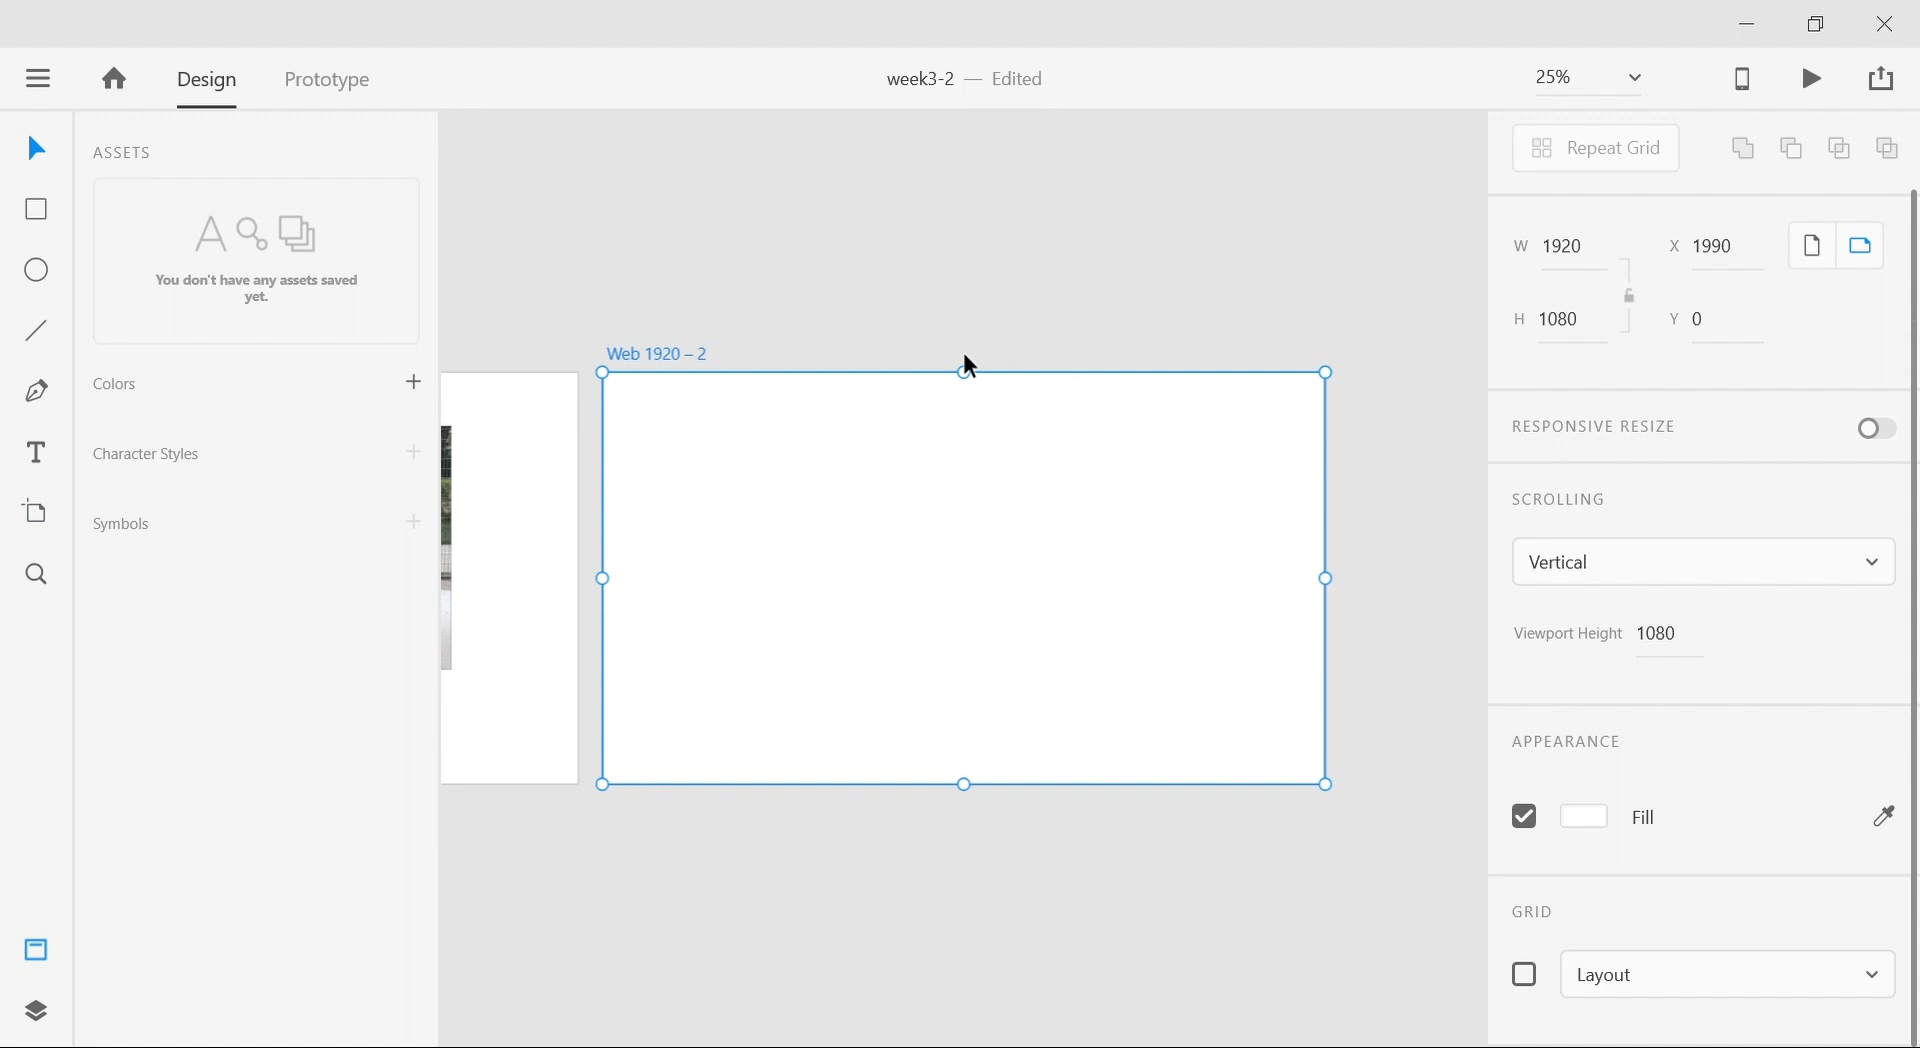 Design
Prototype
week3-2 — Edited
25%
ASSETS
You don't have any assets saved
yet.
Colors
Character Styles
Symbols
Web 1920 – 2
Repeat Grid
W 1920
X 1990
H 1080
Y 0
RESPONSIVE RESIZE
SCROLLING
Vertical
Viewport Height 1080
APPEARANCE
Fill
GRID
Layout